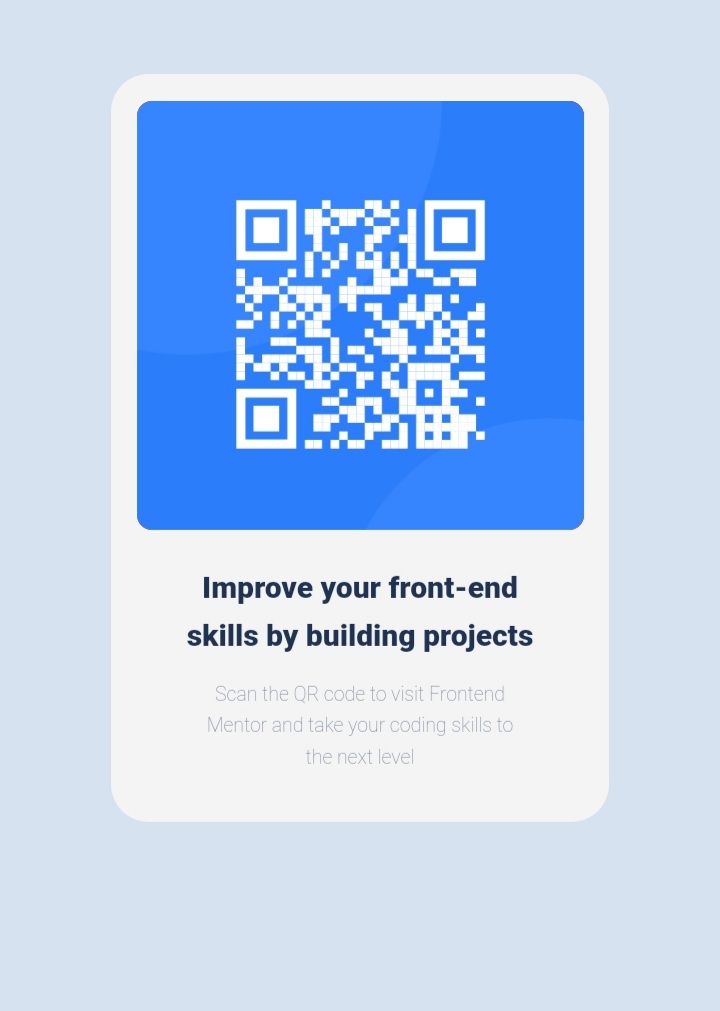 Improve your front-end
skills by building projects
Scan the QR code to visit Frontend
Mentor and take your coding skills to
the next level